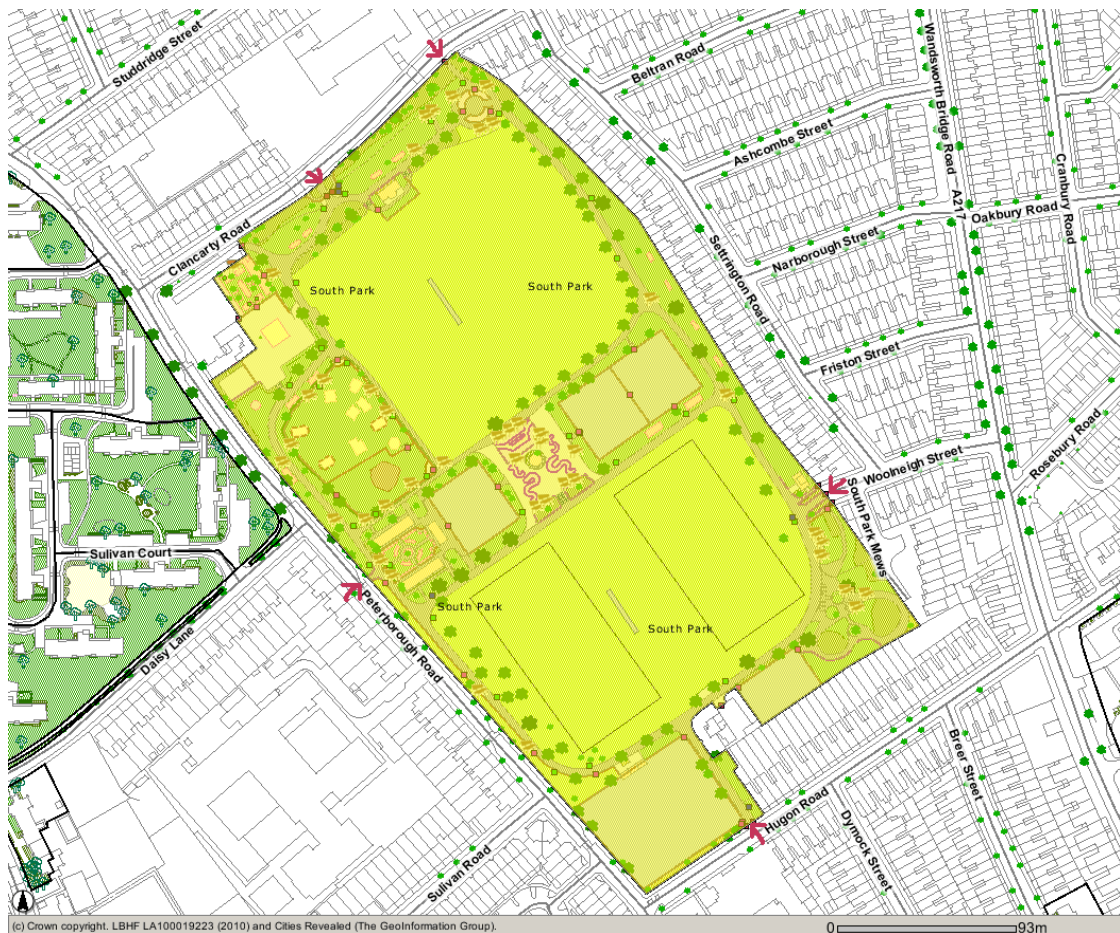 Studdridge Street
Beltran Road
Wandsworth Bridge Road
A217
Cranbury Road
Ashcombe Street
Oakbury Road
Narborough Street
Clancarty Road
Settrington Road
South Park
South Park
Friston Street
Rosebury Road
Woolneigh Street
South Park Mews
Sulivan Court
Peterborough Road
South Park
South Park
Daisy Lane
Breer Street
Hugon Road
Dymock Street
Sulivan Road
(c) Crown copyright. LBHF LA100019223 (2010) and Cities Revealed (The GeoInformation Group).
0 93m